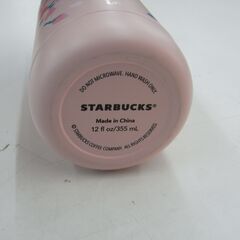 DO NOT MICROWAVE. HAND WASH ONLY.
STARBUCKS®
Made in China
12 fl oz/355 mL
© STARBUCKS COFFEE COMPANY. ALL RIGHTS RESERVED.